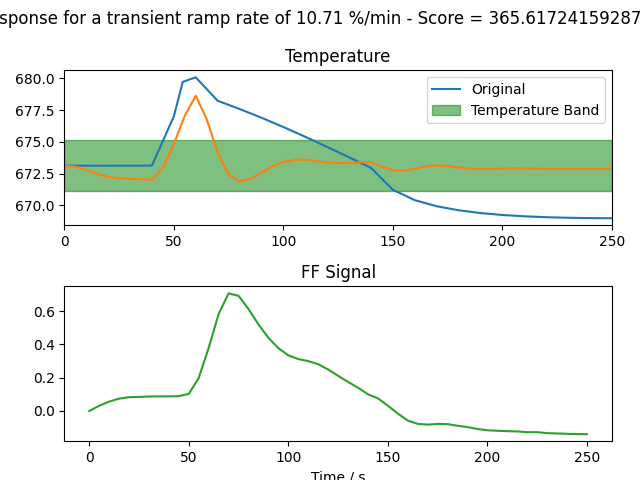 sponse for a transient ramp rate of 10.71 %/min - Score = 365.61724159287
Temperature
680.0
677.5
675.0
672.5
670.0
Original
Temperature Band
0 50 100 150 200 250
FF Signal
0.6
0.4
0.2
0.0
0 50 100 150 200 250
Time / s